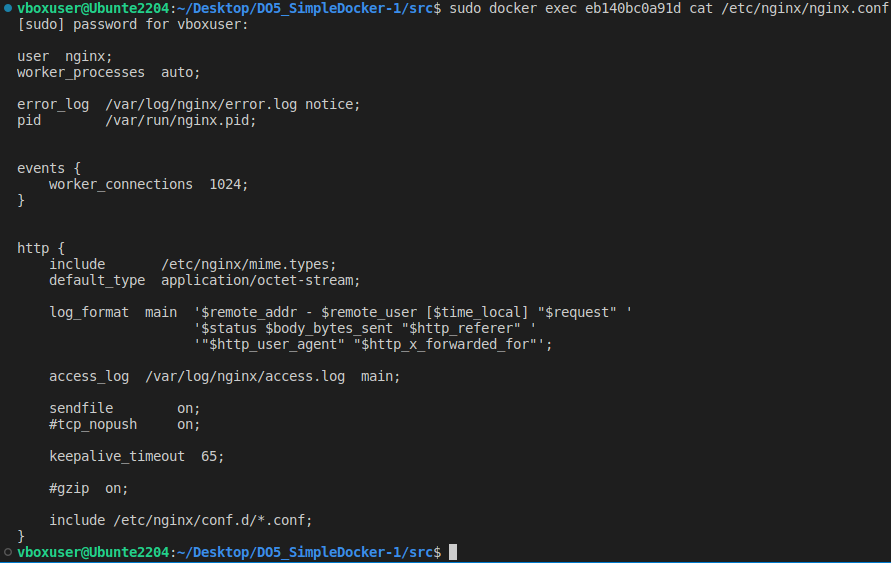 vboxuser@Ubunte2204:~/Desktop/DO5_SimpleDocker-1/src$ sudo docker exec eb140bc0a91d cat /etc/nginx/nginx.conf
[sudo] password for vboxuser:
user  nginx;
worker_processes  auto;
error_log  /var/log/nginx/error.log notice;
pid        /var/run/nginx.pid;
events {
    worker_connections  1024;
}
http {
    include       /etc/nginx/mime.types;
    default_type  application/octet-stream;
    log_format  main  '$remote_addr - $remote_user [$time_local] "$request" '
                      '$status $body_bytes_sent "$http_referer" '
                      '"$http_user_agent" "$http_x_forwarded_for"';
    access_log  /var/log/nginx/access.log  main;
    sendfile        on;
    #tcp_nopush     on;
    keepalive_timeout  65;
    #gzip  on;
    include /etc/nginx/conf.d/*.conf;
}
vboxuser@Ubunte2204:~/Desktop/DO5_SimpleDocker-1/src$